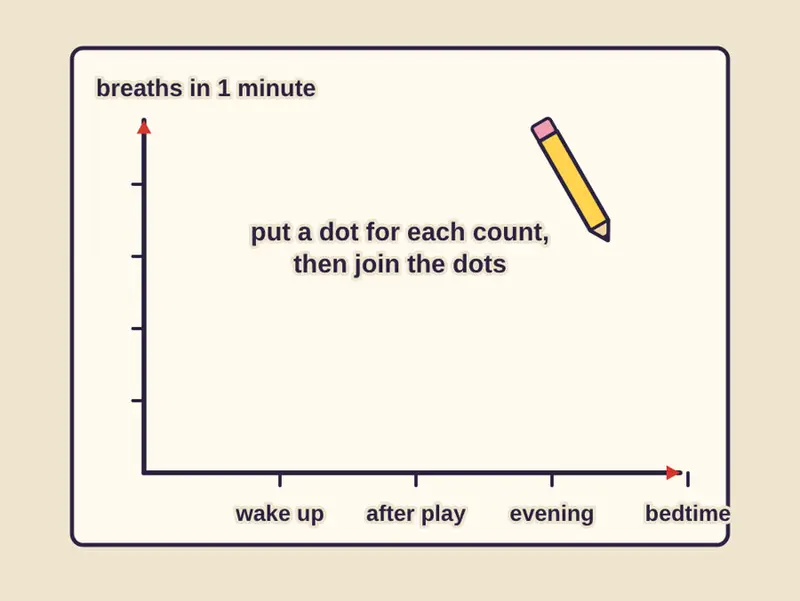 breaths in 1 minute
put a dot for each count,
then join the dots
wake up
after play
evening
bedtime